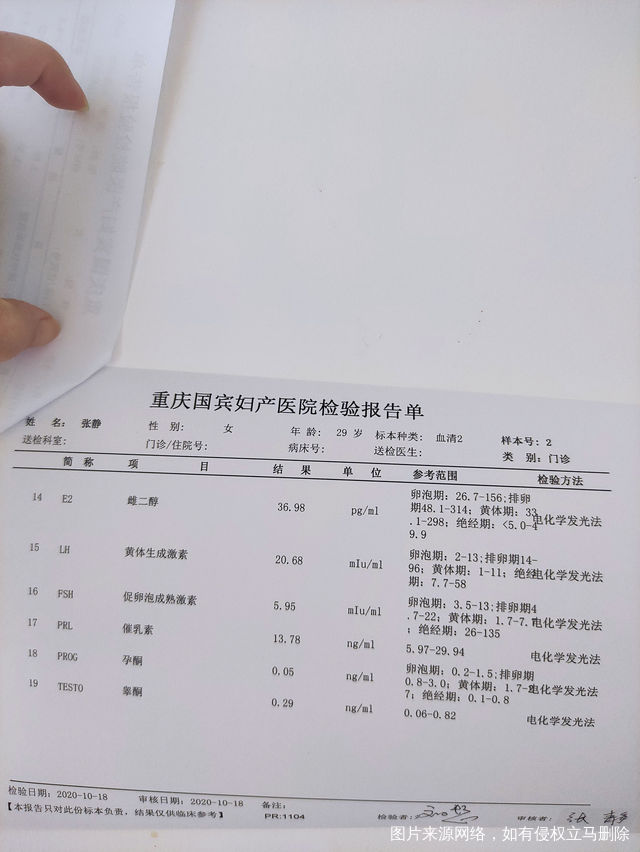 重庆国宾妇产医院检验报告单
姓 名: 张静 性 别: 女 年 龄: 29 岁 标本种类: 血清2 样本号: 2
送检科室: 门诊/住院号: 病床号: 送检医生: 类 别: 门诊
简 称 项 目 结 果 单 位 参考范围 检验方法
14 E2 雌二醇 36.98 pg/ml 卵泡期: 26.7-156;排卵
期48.1-314; 黄体期: 33
.1-298; 绝经期: <5.0-4 电化学发光法
9.9
15 LH 黄体生成激素 20.68 mIu/ml 卵泡期: 2-13;排卵期14-
96; 黄体期: 1-11; 绝经 电化学发光法
期: 7.7-58
16 FSH 促卵泡成熟激素 5.95 mIu/ml 卵泡期: 3.5-13;排卵期4
.7-22; 黄体期: 1.7-7. 电化学发光法
; 绝经期: 26-135
17 PRL 催乳素 13.78 ng/ml 5.97-29.94 电化学发光法
18 PROG 孕酮 0.05 ng/ml 卵泡期: 0.2-1.5;排卵期
0.8-3.0; 黄体期: 1.7- 电化学发光法
7; 绝经期: 0.1-0.8
19 TESTO 睾酮 0.29 ng/ml 0.06-0.82 电化学发光法
检验日期: 2020-10-18 审核日期: 2020-10-18 备注:
【本报告只对此份标本负责, 结果仅供临床参考】 PR:1104 检验者: 审核者: 张静
图片来源网络，如有侵权立马删除